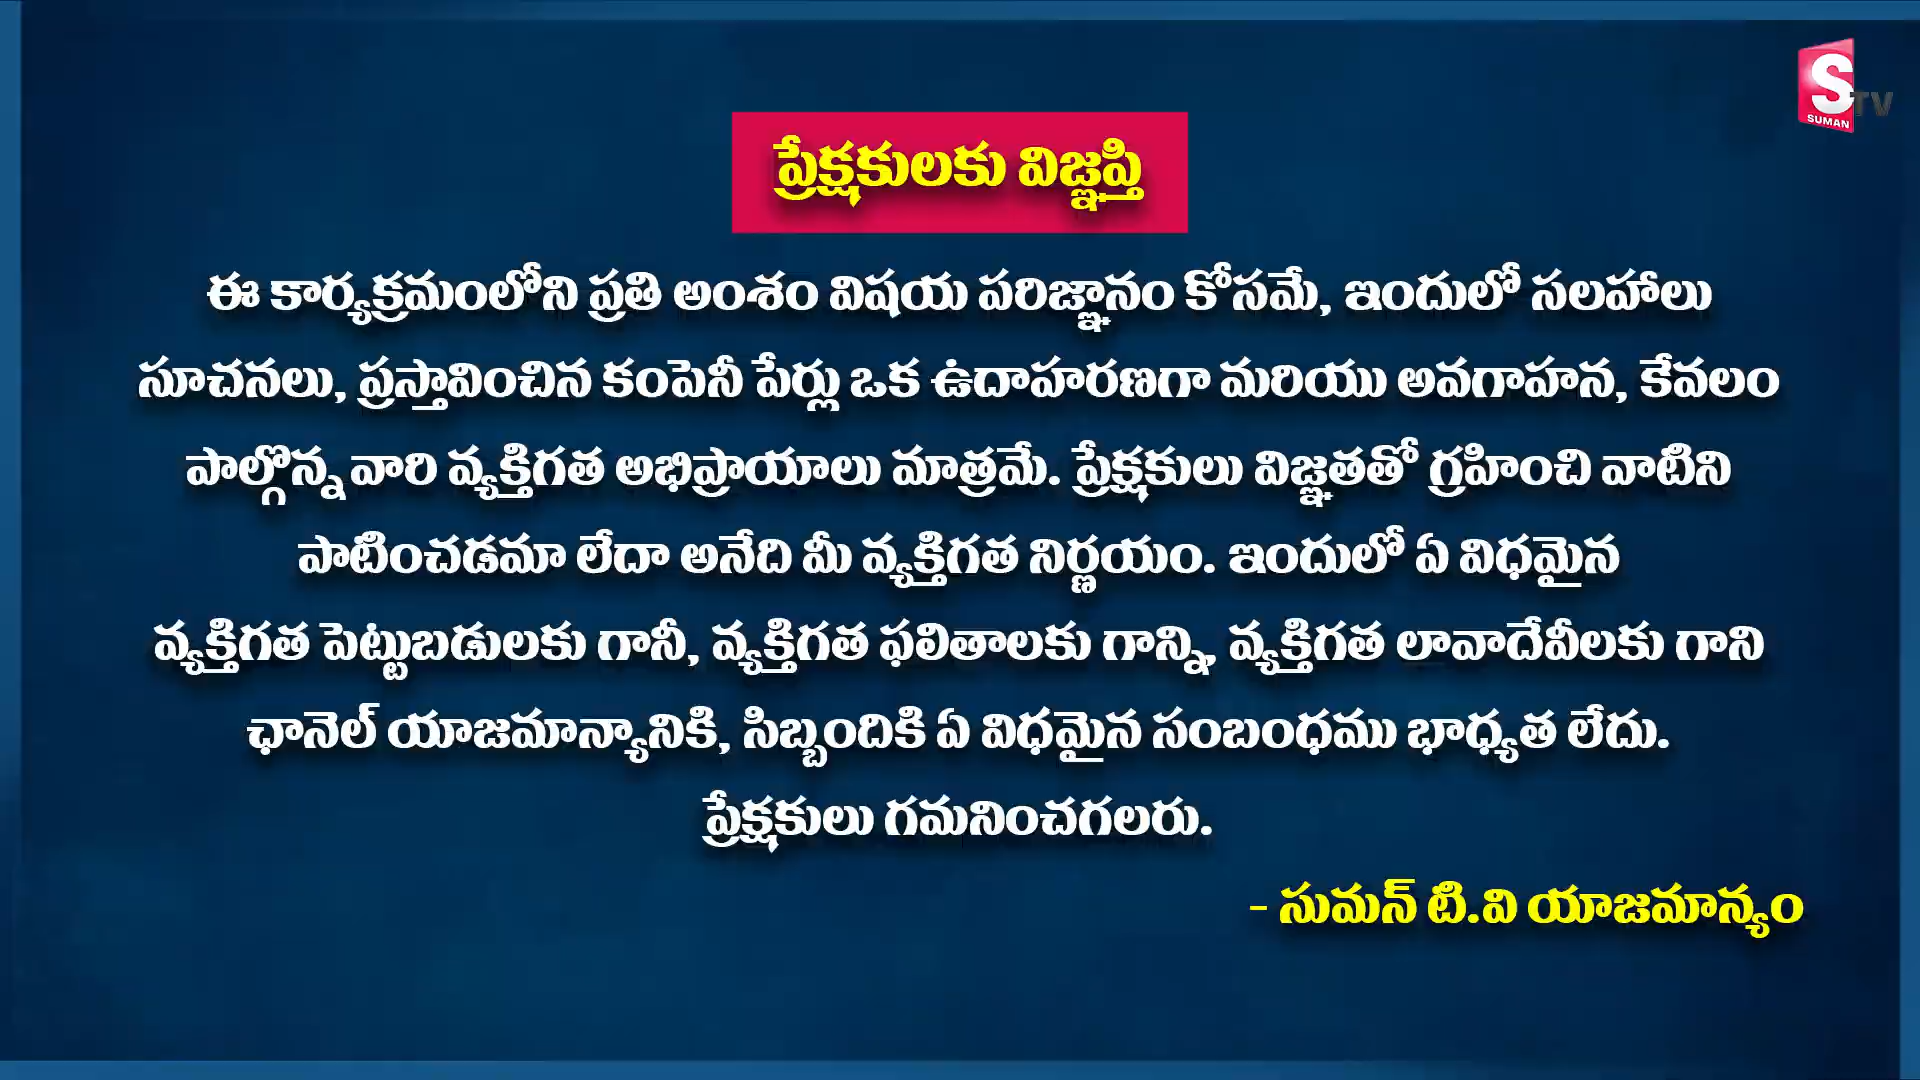 S
SUMAN
TV
ప్రేక్షకులకు విజ్ఞప్తి
ఈ కార్యక్రమంలోని ప్రతి అంశం విషయ పరిజ్ఞానం కోసమే, ఇందులో సలహాలు
సూచనలు, ప్రస్తావించిన కంపెనీ పేర్లు ఒక ఉదాహరణగా మరియు అవగాహన, కేవలం
పాల్గొన్న వారి వ్యక్తిగత అభిప్రాయాలు మాత్రమే. ప్రేక్షకులు విజ్ఞతతో గ్రహించి వాటిని
పాటించడమా లేదా అనేది మీ వ్యక్తిగత నిర్ణయం. ఇందులో ఏ విధమైన
వ్యక్తిగత పెట్టుబడులకు గానీ, వ్యక్తిగత ఫలితాలకు గాన్ని, వ్యక్తిగత లావాదేవీలకు గాని
ఛానెల్ యాజమాన్యానికి, సిబ్బందికి ఏ విధమైన సంబంధము భాధ్యత లేదు.
ప్రేక్షకులు గమనించగలరు.
- సుమన్ టి.వి యాజమాన్యం